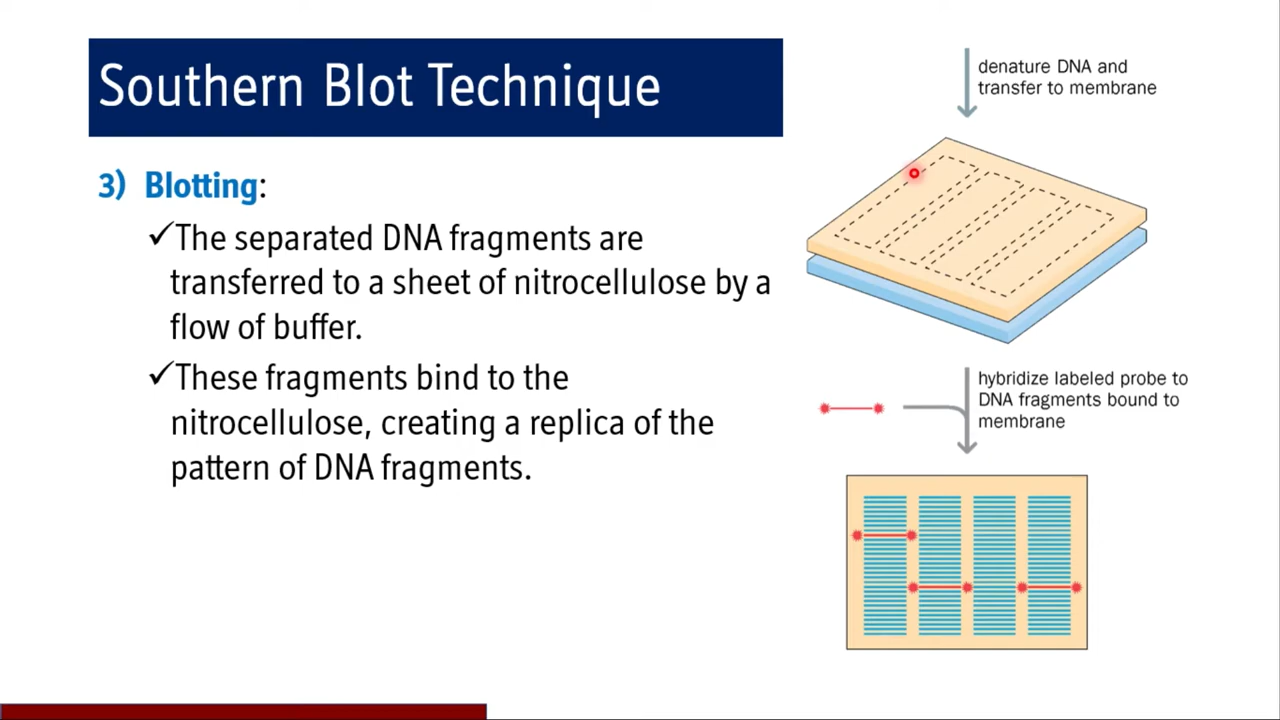 Southern Blot Technique
3) Blotting:
✓The separated DNA fragments are
transferred to a sheet of nitrocellulose by a
flow of buffer.
✓These fragments bind to the
nitrocellulose, creating a replica of the
pattern of DNA fragments.
denature DNA and
transfer to membrane
hybridize labeled probe to
DNA fragments bound to
membrane